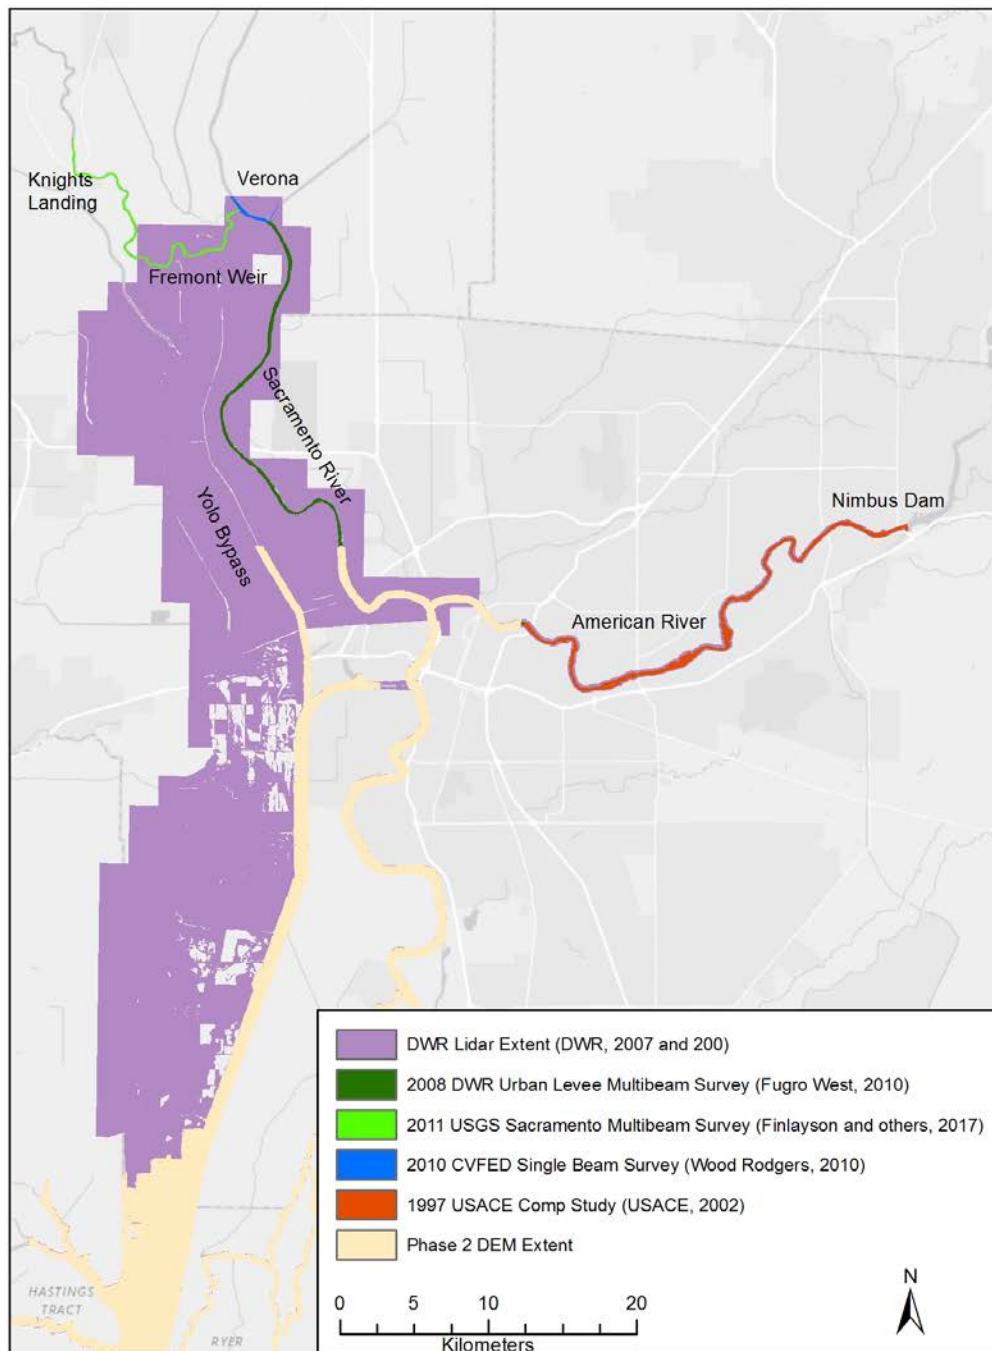 Verona
Knights
Landing
Fremont Weir
Sacramento River
Yolo Bypass
Nimbus Dam
American River
DWR Lidar Extent (DWR, 2007 and 200)
2008 DWR Urban Levee Multibeam Survey (Fugro West, 2010)
2011 USGS Sacramento Multibeam Survey (Finlayson and others, 2017)
2010 CVFED Single Beam Survey (Wood Rodgers, 2010)
1997 USACE Comp Study (USACE, 2002)
Phase 2 DEM Extent
HASTINGS
TRACT
RYER
N
0 5 10 20
Kilometers